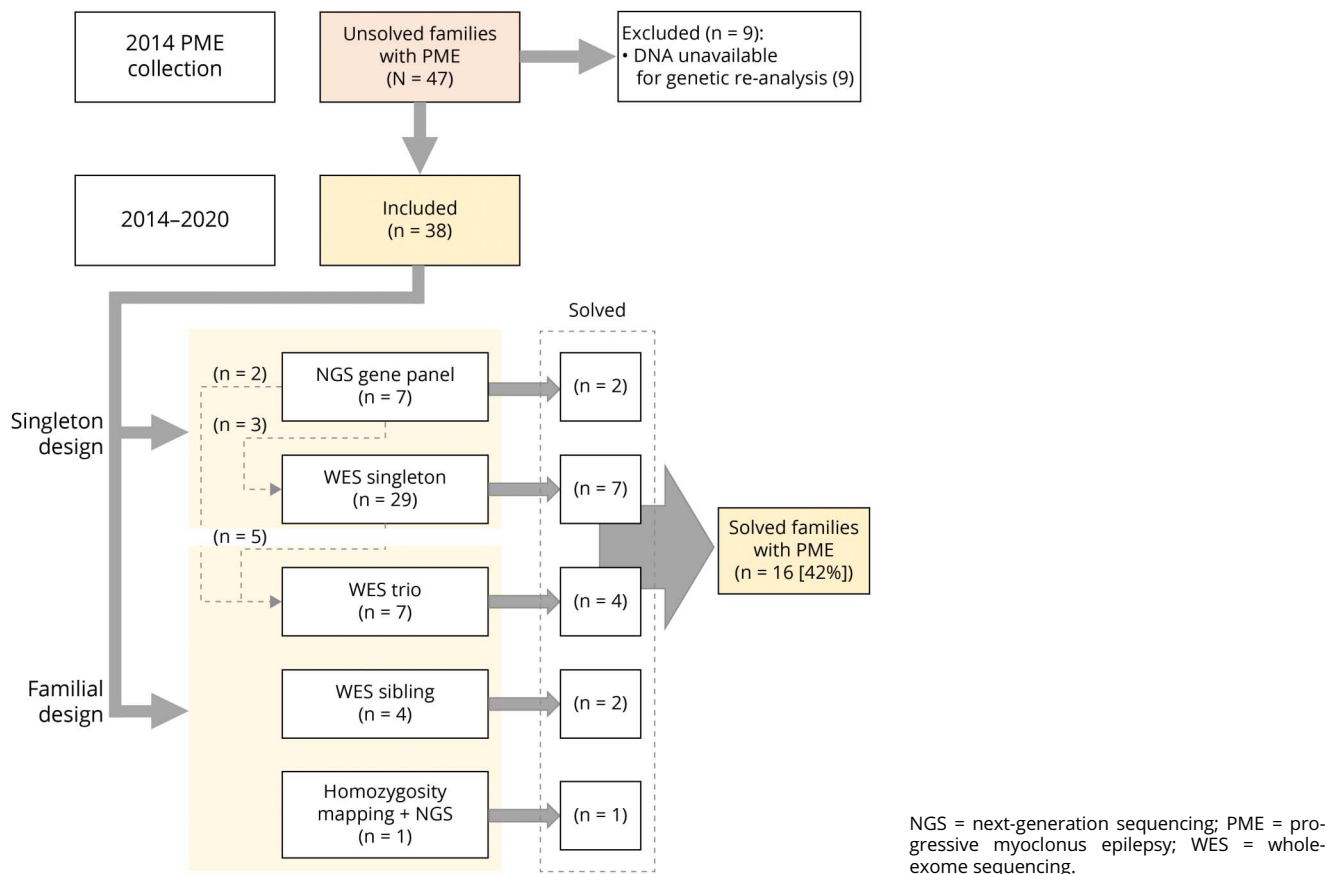 2014 PME
collection
Unsolved families
with PME
(N = 47)
Excluded (n = 9):
• DNA unavailable
for genetic re-analysis (9)
2014–2020
Included
(n = 38)
Solved
Singleton
design
(n = 2)
NGS gene panel
(n = 7)
(n = 2)
(n = 3)
WES singleton
(n = 29)
(n = 7)
(n = 5)
Solved families
with PME
(n = 16 [42%])
WES trio
(n = 7)
(n = 4)
Familial
design
WES sibling
(n = 4)
(n = 2)
Homozygosity
mapping + NGS
(n = 1)
(n = 1)
NGS = next-generation sequencing; PME = pro-
gressive myoclonus epilepsy; WES = whole-
exome sequencing.